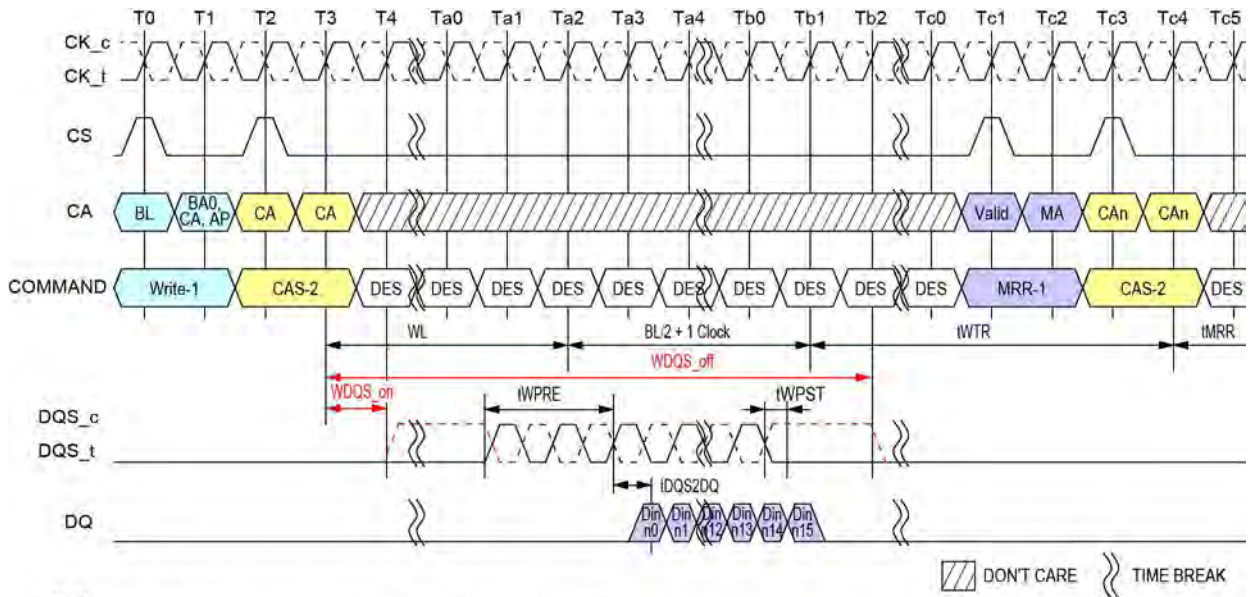 T0 T1 T2 T3 T4 Ta0 Ta1 Ta2 Ta3 Ta4 Tb0 Tb1 Tb2 Tc0 Tc1 Tc2 Tc3 Tc4 Tc5
CK_c
CK_t
CS
CA BL BA0, CA, AP CA CA Valid MA CAn CAn
COMMAND Write-1 CAS-2 DES DES DES DES DES DES DES DES DES DES MRR-1 CAS-2 DES
WL BL/2 + 1 Clock tWTR tMRR
WDQS_off
WDQS_on tWPRE tWPST
DQS_c
DQS_t
tDQS2DQ
DQ Din n0 Din n1 Din n12 Din n13 Din n14 Din n15
DON'T CARE TIME BREAK